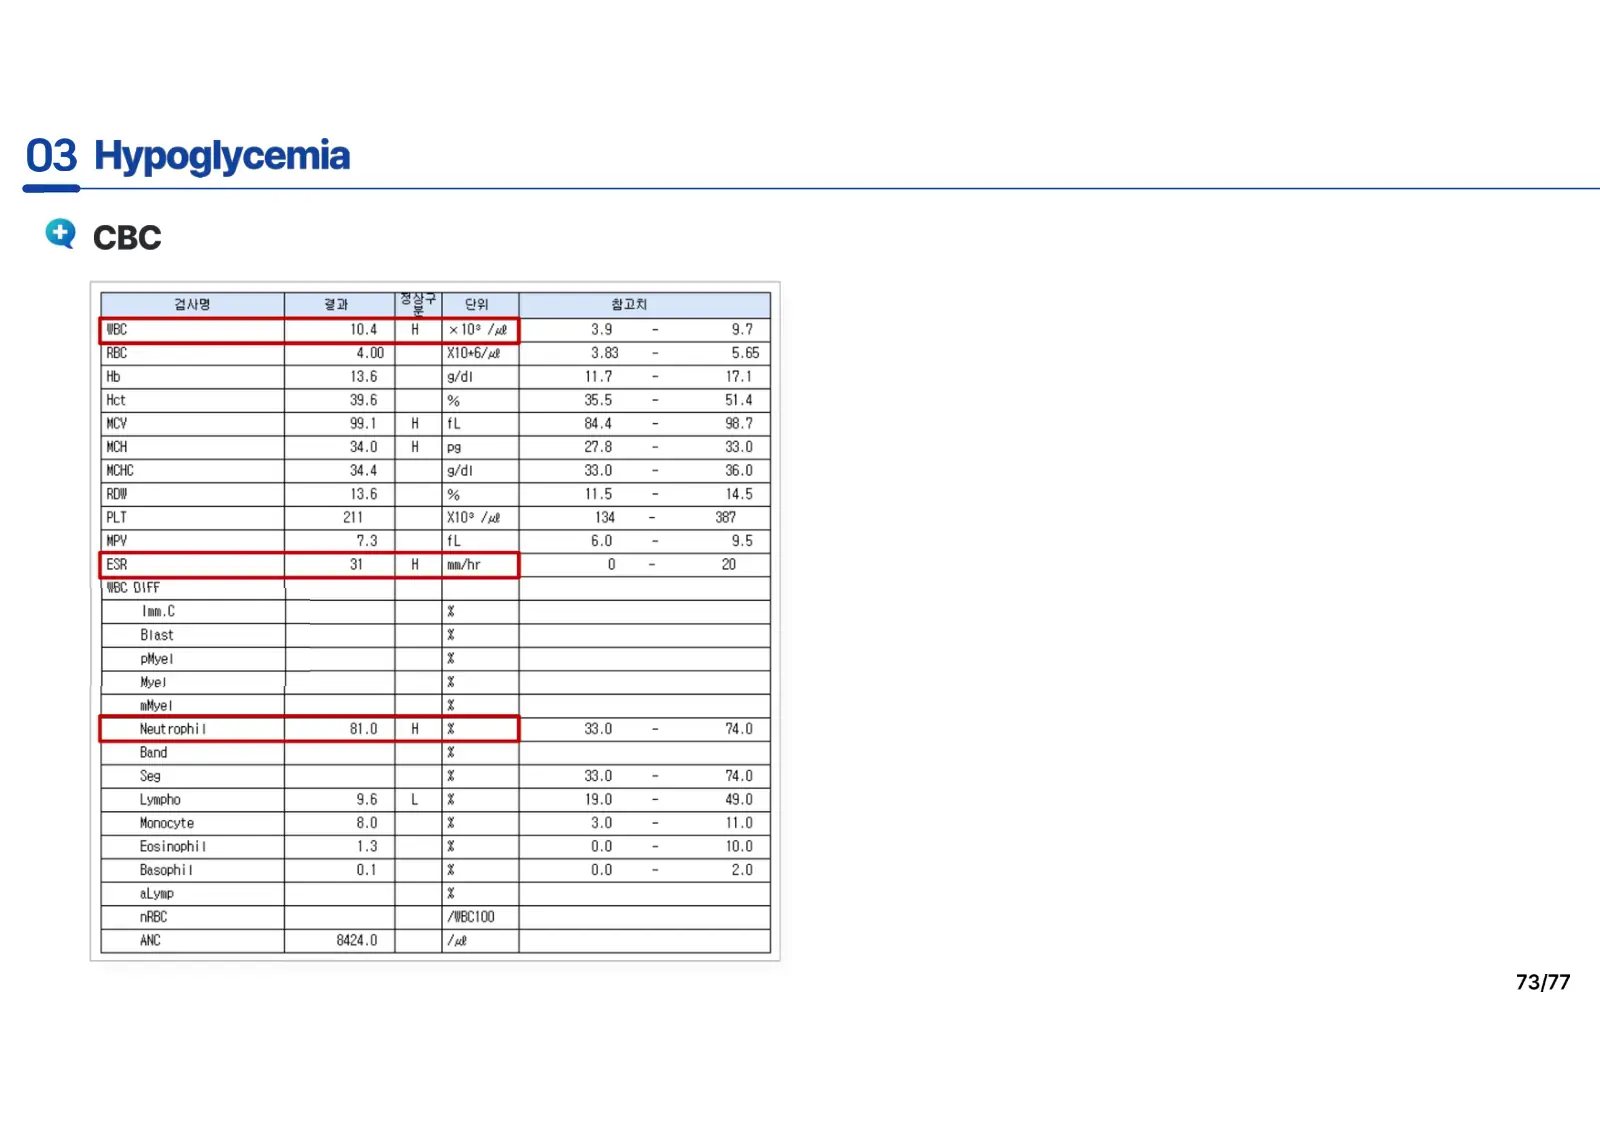 03 Hypoglycemia
CBC
검사명 결과 정상구분 단위 참고치
WBC 10.4 H ×10³ /㎕ 3.9 - 9.7
RBC 4.00 X10*6/㎕ 3.83 - 5.65
Hb 13.6 g/dl 11.7 - 17.1
Hct 39.6 % 35.5 - 51.4
MCV 99.1 H fL 84.4 - 98.7
MCH 34.0 H pg 27.8 - 33.0
MCHC 34.4 g/dl 33.0 - 36.0
RDW 13.6 % 11.5 - 14.5
PLT 211 X10³ /㎕ 134 - 387
MPV 7.3 fL 6.0 - 9.5
ESR 31 H mm/hr 0 - 20
WBC DIFF
Imm.C %
Blast %
pMyel %
Myel %
mMyel %
Neutrophil 81.0 H % 33.0 - 74.0
Band %
Seg % 33.0 - 74.0
Lympho 9.6 L % 19.0 - 49.0
Monocyte 8.0 % 3.0 - 11.0
Eosinophil 1.3 % 0.0 - 10.0
Basophil 0.1 % 0.0 - 2.0
aLymp %
nRBC /WBC100
ANC 8424.0 /㎕
73/77